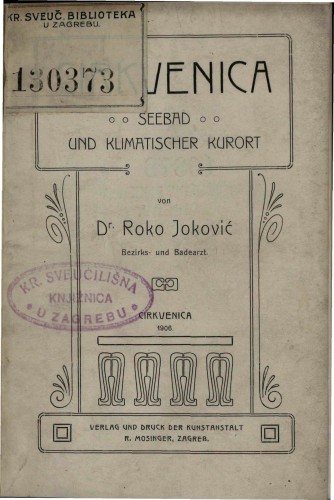 KR. SVEUČ. BIBLIOTEKA
U ZAGREBU.
130373
KVENICA
SEEBAD
UND KLIMATISCHER KURORT
von
Dr. Roko Joković
Bezirks- und Badearzt.
KR. SVEUČILIŠNA
KNJIŽNICA
U ZAGREBU
CIRKVENICA
1906.
VERLAG UND DRUCK DER KUNSTANSTALT
R. MOSINGER, ZAGREB.